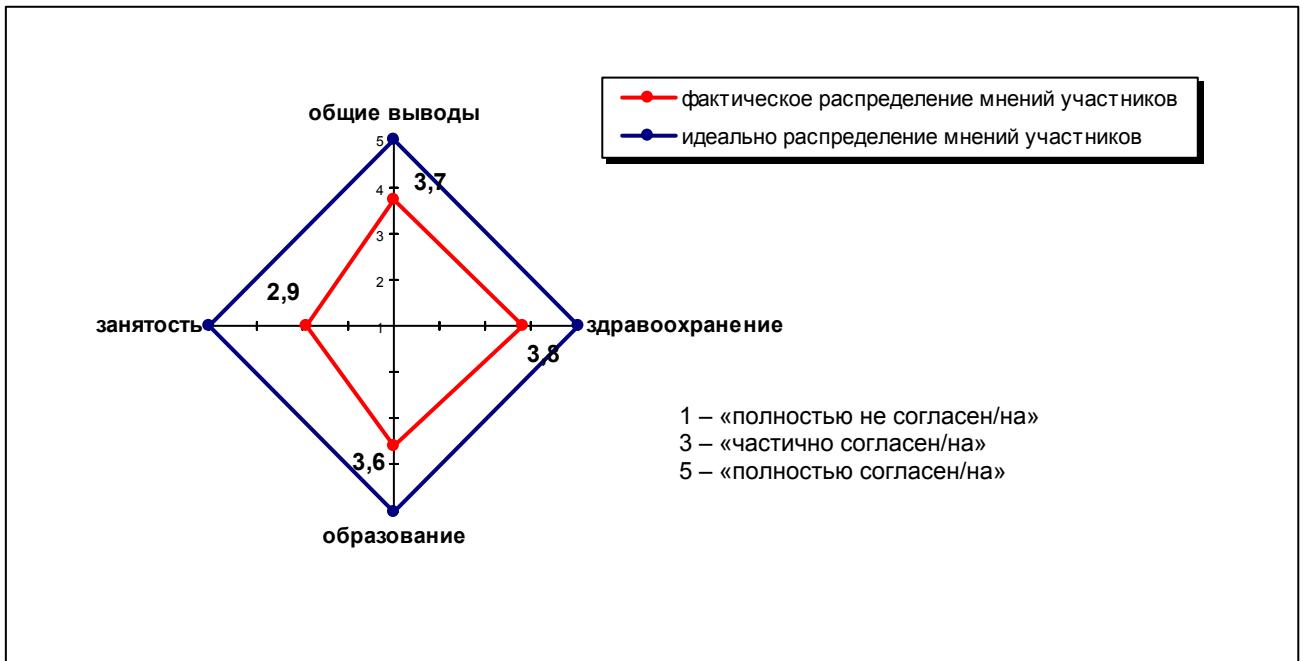 фактическое распределение мнений участников
идеально распределение мнений участников
общие выводы
5
3,7
4
3
2
2,9
занятость
1
здравоохранение
3,8
1 – «полностью не согласен/на»
3 – «частично согласен/на»
5 – «полностью согласен/на»
3,6
образование